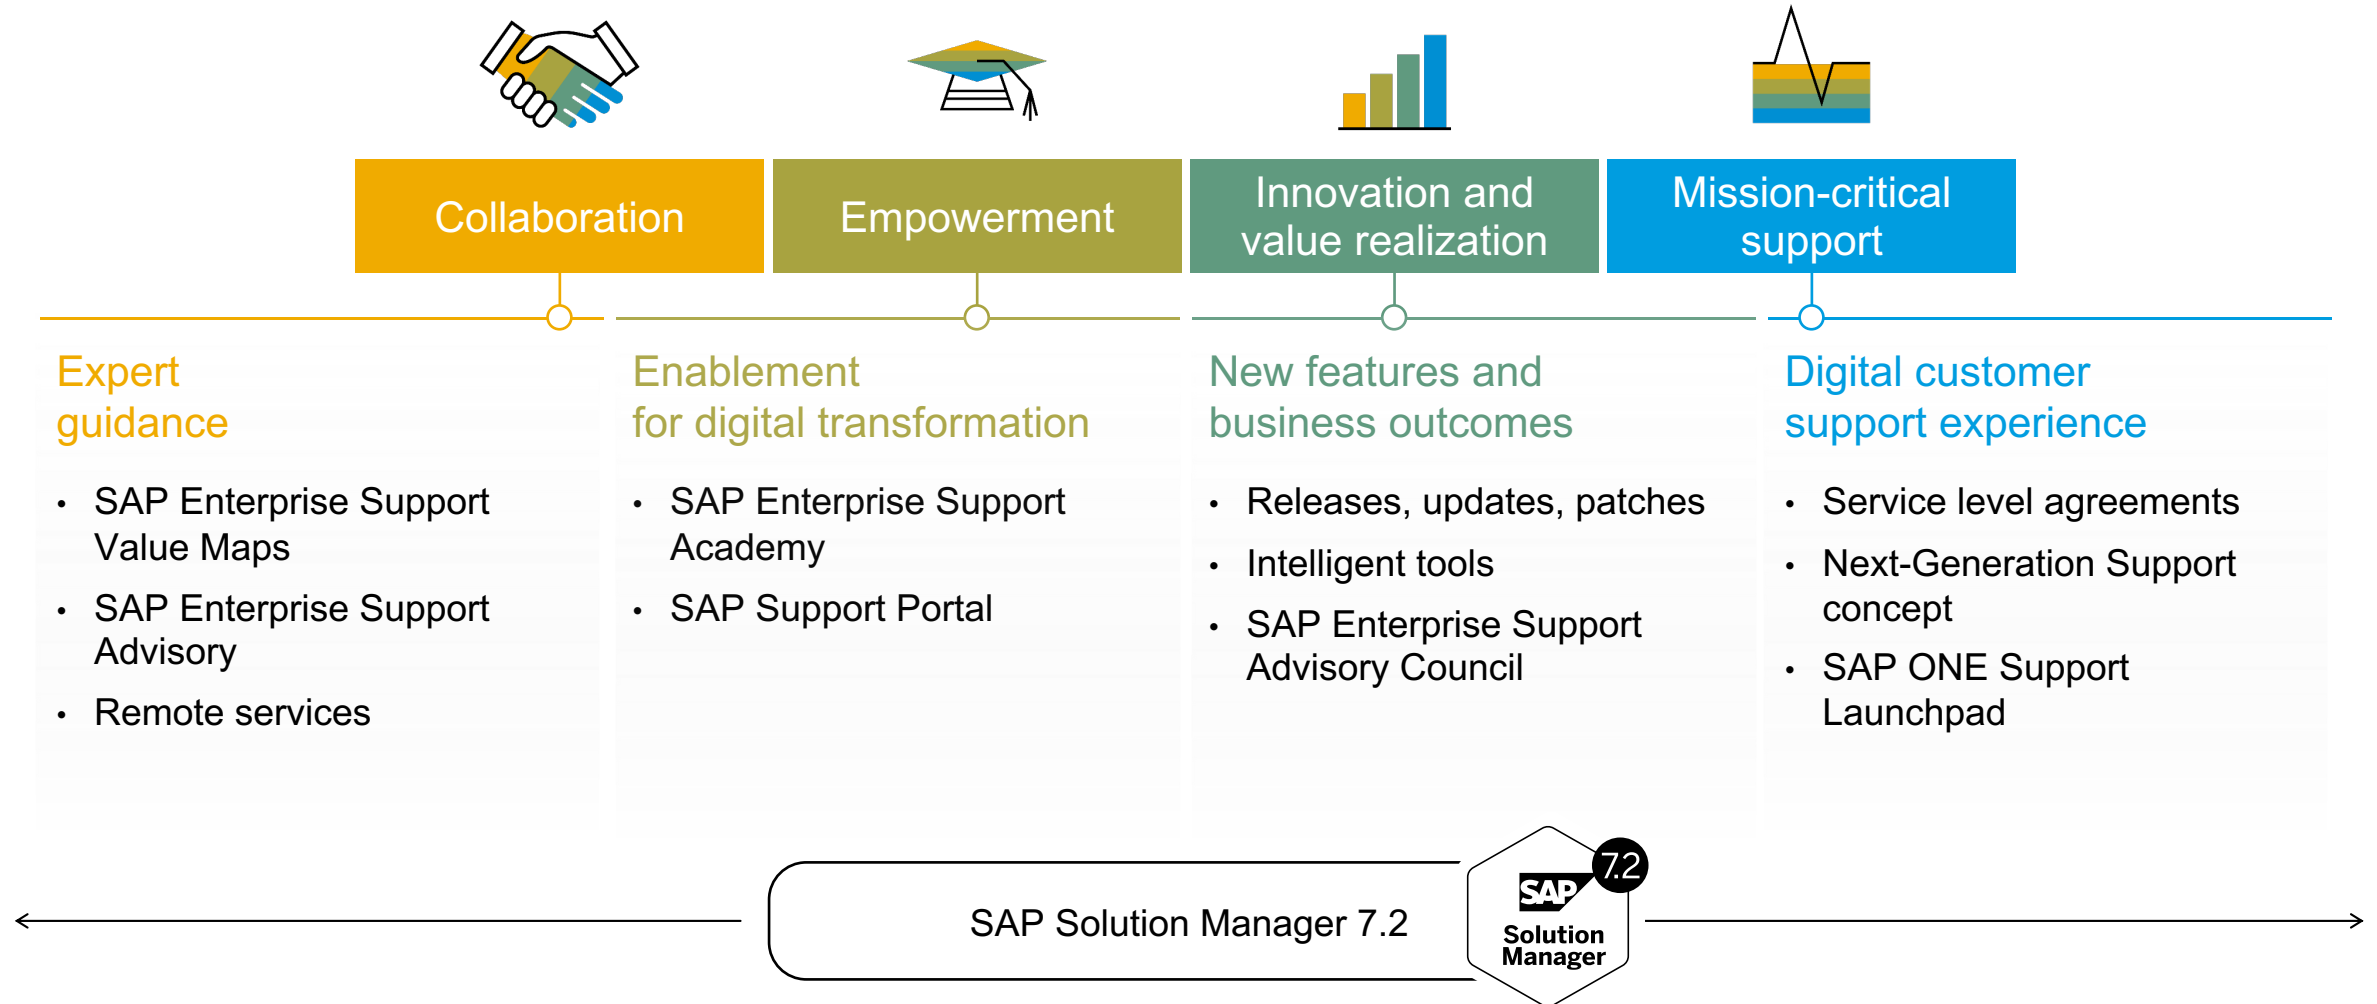 Collaboration
Empowerment
Innovation and
value realization
Mission-critical
support
Expert
guidance
• SAP Enterprise Support
Value Maps
• SAP Enterprise Support
Advisory
• Remote services
Enablement
for digital transformation
• SAP Enterprise Support
Academy
• SAP Support Portal
New features and
business outcomes
• Releases, updates, patches
• Intelligent tools
• SAP Enterprise Support
Advisory Council
Digital customer
support experience
• Service level agreements
• Next-Generation Support
concept
• SAP ONE Support
Launchpad
SAP Solution Manager 7.2
7.2
SAP
Solution
Manager